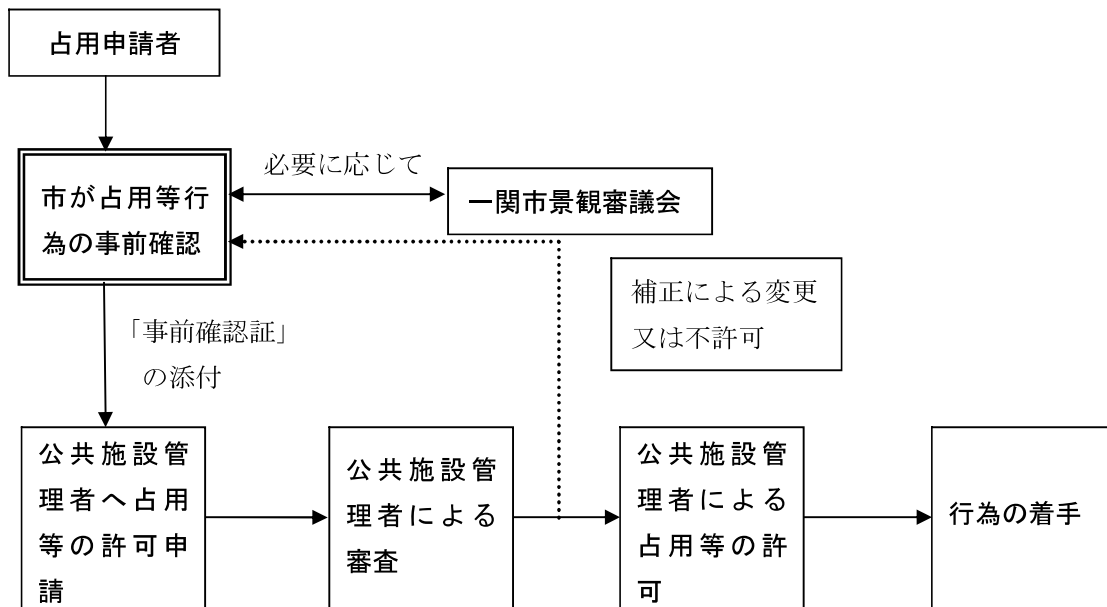 占用申請者
市が占用等行
為の事前確認
必要に応じて
一関市景観審議会
補正による変更
又は不許可
「事前確認証」
の添付
公共施設管
理者へ占用
等の許可申
請
公共施設管
理者による
審査
公共施設管
理者による
占用等の許
可
行為の着手